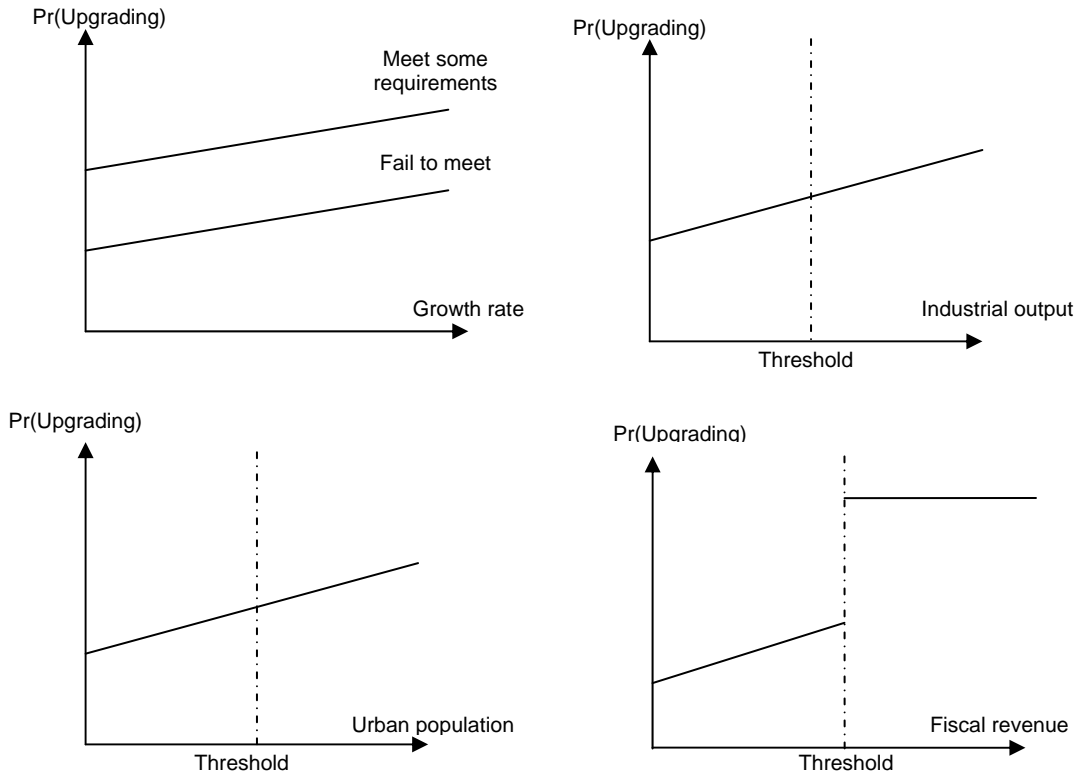 Pr(Upgrading)
Meet some
requirements
Fail to meet
Growth rate
Pr(Upgrading)
Industrial output
Threshold
Pr(Upgrading)
Urban population
Threshold
Pr(Upgrading)
Fiscal revenue
Threshold